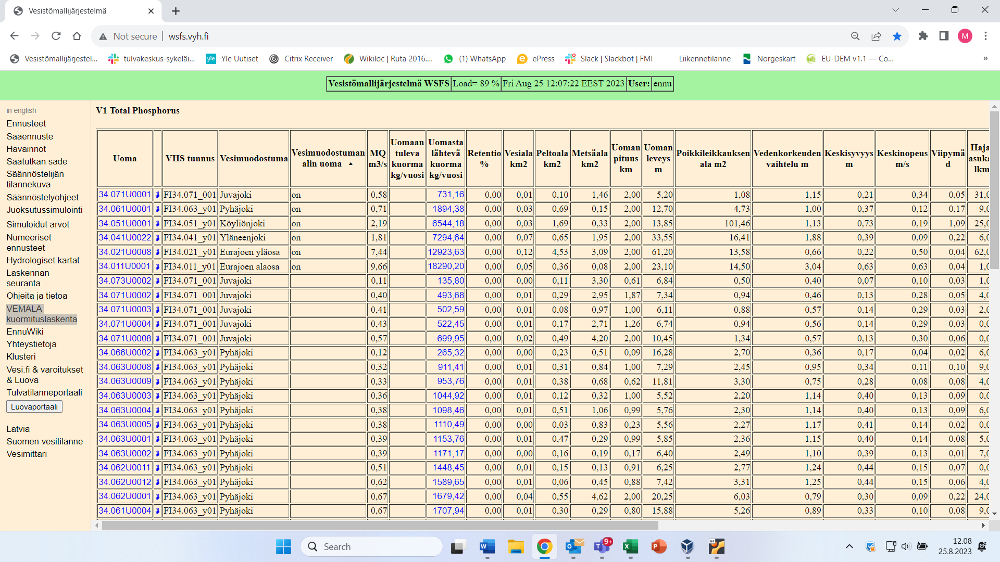 Vesistömallijärjestelmä
Not secure | wsfs.vyh.fi
M
Vesistömallijärjestel... tulvakeskus-sykeläi... yle Yle Uutiset Citrix Receiver Wikiloc | Ruta 2016.... (1) WhatsApp ePress Slack | Slackbot | FMI Liikennetilanne Norgeskart EU-DEM v1.1 — Co... »
Vesistömallijärjestelmä WSFS Load= 89 % Fri Aug 25 12:07:22 EEST 2023 User: ennu
in english
Ennusteet
Sääennuste
Havainnot
Säätutkan sade
Säännöstelijän
tilannekuva
Säännöstelyohjeet
Juoksutussimulointi
Simuloidut arvot
Numeeriset
ennusteet
Hydrologiset kartat
Laskennan
seuranta
Ohjeita ja tietoa
VEMALA
kuormituslaskenta
EnnuWiki
Yhteystietoja
Klusteri
Vesi.fi & varoitukset
& Luova
Tulvatilanneportaali
Luovaportaali
Latvia
Suomen vesitilanne
Vesimittari
V1 Total Phosphorus
Uoma VHS tunnus Vesimuodostuma Vesimuodostuman alin uoma MQ m3/s Uomaan tuleva kuorma kg/vuosi Uomasta lähtevä kuorma kg/vuosi Retentio % Vesiala km2 Peltoala km2 Metsäala km2 Uoman pituus km Uoman leveys m Poikkileikkauksen ala m2 Vedenkorkeuden vaihtelu m Keskisyvyys m Keskinopeus m/s Viipymä d Haja asuka lkm
34.071U0001 FI34.071_001 Juvajoki on 0,58 731,16 0,00 0,01 0,10 1,46 2,00 5,20 1,08 1,15 0,21 0,34 0,05 31,0
34.061U0001 FI34.063_y01 Pyhäjoki on 0,71 1894,38 0,00 0,03 0,69 0,15 2,00 12,70 4,73 1,00 0,37 0,12 0,17 9,0
34.051U0001 FI34.051_y01 Köyliönjoki on 2,19 6544,18 0,00 0,03 1,69 0,33 2,00 13,85 101,46 1,13 0,73 0,19 1,09 25,0
34.041U0022 FI34.041_y01 Yläneenjoki on 1,81 7294,64 0,00 0,07 0,65 1,95 2,00 33,55 16,41 1,88 0,39 0,09 0,22 6,0
34.021U0008 FI34.021_y01 Eurajoen yläosa on 7,44 12923,63 0,00 0,12 4,53 3,09 2,00 61,20 13,58 0,66 0,22 0,50 0,04 62,0
34.011U0001 FI34.011_y01 Eurajoen alaosa on 9,66 18290,20 0,00 0,05 0,36 0,08 2,00 23,10 14,50 3,04 0,63 0,63 0,04 1,0
34.073U0002 FI34.071_001 Juvajoki 0,11 135,80 0,00 0,00 0,11 3,30 0,61 6,84 0,50 0,40 0,07 0,10 0,03 1,0
34.071U0002 FI34.071_001 Juvajoki 0,40 493,68 0,00 0,01 0,29 2,95 1,87 7,34 0,94 0,46 0,13 0,28 0,05 4,0
34.071U0003 FI34.071_001 Juvajoki 0,41 502,59 0,00 0,01 0,08 0,97 1,00 6,11 0,88 0,57 0,14 0,29 0,03 2,0
34.071U0004 FI34.071_001 Juvajoki 0,43 522,45 0,00 0,01 0,17 2,71 1,26 6,74 0,94 0,56 0,14 0,29 0,03 0,0
34.071U0008 FI34.071_001 Juvajoki 0,57 699,95 0,00 0,02 0,49 4,20 2,00 10,45 1,34 0,57 0,13 0,30 0,06 0,0
34.066U0002 FI34.063_y01 Pyhäjoki 0,12 265,32 0,00 0,00 0,23 0,51 0,09 16,28 2,70 0,36 0,17 0,04 0,02 6,0
34.063U0008 FI34.063_y01 Pyhäjoki 0,32 911,41 0,00 0,01 0,31 0,84 1,00 7,29 2,45 0,95 0,34 0,11 0,10 9,0
34.063U0009 FI34.063_y01 Pyhäjoki 0,33 953,76 0,00 0,01 0,38 0,68 0,62 11,81 3,30 0,75 0,28 0,08 0,08 4,0
34.063U0003 FI34.063_y01 Pyhäjoki 0,36 1044,92 0,00 0,01 0,12 0,32 1,00 5,52 2,20 1,14 0,40 0,13 0,09 0,0
34.063U0004 FI34.063_y01 Pyhäjoki 0,38 1098,46 0,00 0,01 0,51 1,06 0,99 5,76 2,30 1,14 0,40 0,13 0,09 6,0
34.063U0005 FI34.063_y01 Pyhäjoki 0,38 1110,49 0,00 0,00 0,03 0,83 0,23 5,56 2,27 1,17 0,41 0,14 0,02 0,0
34.063U0001 FI34.063_y01 Pyhäjoki 0,39 1153,76 0,00 0,01 0,47 0,29 0,99 5,85 2,36 1,15 0,40 0,14 0,08 5,0
34.063U0002 FI34.063_y01 Pyhäjoki 0,39 1171,17 0,00 0,00 0,16 0,19 0,17 6,40 2,49 1,10 0,39 0,13 0,01 7,0
34.062U0011 FI34.063_y01 Pyhäjoki 0,51 1448,45 0,00 0,01 0,15 0,13 0,91 6,25 2,77 1,24 0,44 0,15 0,07 0,0
34.062U0012 FI34.063_y01 Pyhäjoki 0,62 1589,65 0,00 0,01 0,06 0,45 0,88 7,42 3,31 1,25 0,44 0,15 0,06 4,0
34.062U0001 FI34.063_y01 Pyhäjoki 0,67 1679,42 0,00 0,04 0,55 4,62 2,00 20,25 6,03 0,79 0,30 0,09 0,22 24,0
34.061U0004 FI34.063_y01 Pyhäjoki 0,67 1707,94 0,00 0,01 0,30 0,29 0,80 15,88 5,26 0,89 0,33 0,10 0,08 9,0
Search
9+
64
12.08
25.8.2023